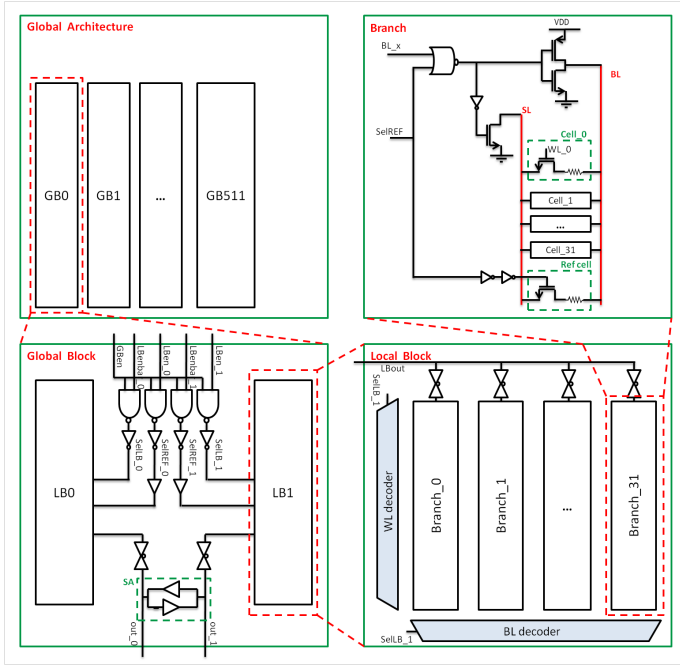 Global Architecture
GB0
GB1
...
GB511
Branch
VDD
BL_x
BL
SelREF
SL
Cell_0
WL_0
Cell_1
...
Cell_31
Ref cell
Global Block
GBen
LBenbar_0
LBen_0
LBenbar_1
LBen_1
SelLB_0
SelREF_0
SelREF_1
SelLB_1
LB0
LB1
SA
out_0
out_1
Local Block
LBout
SelLB_1
WL decoder
Branch_0
Branch_1
...
Branch_31
BL decoder
SelLB_1